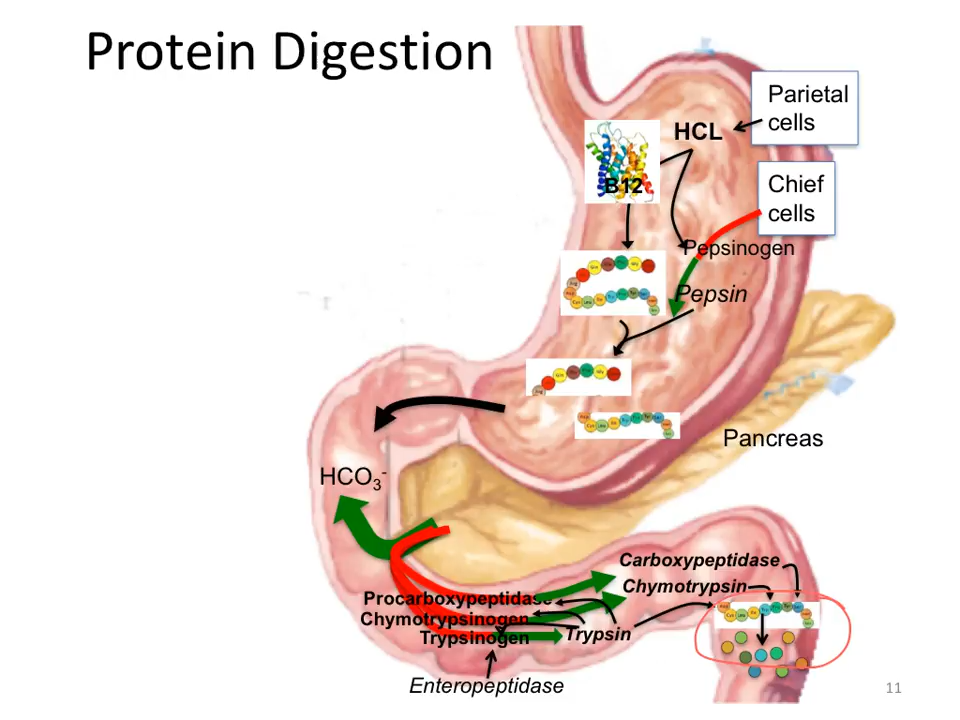 Protein Digestion
Parietal
cells
HCL
B12
Chief
cells
Pepsinogen
Pepsin
Pancreas
HCO3-
Carboxypeptidase
Chymotrypsin
Procarboxypeptidase
Chymotrypsinogen
Trypsinogen
Trypsin
Enteropeptidase
11